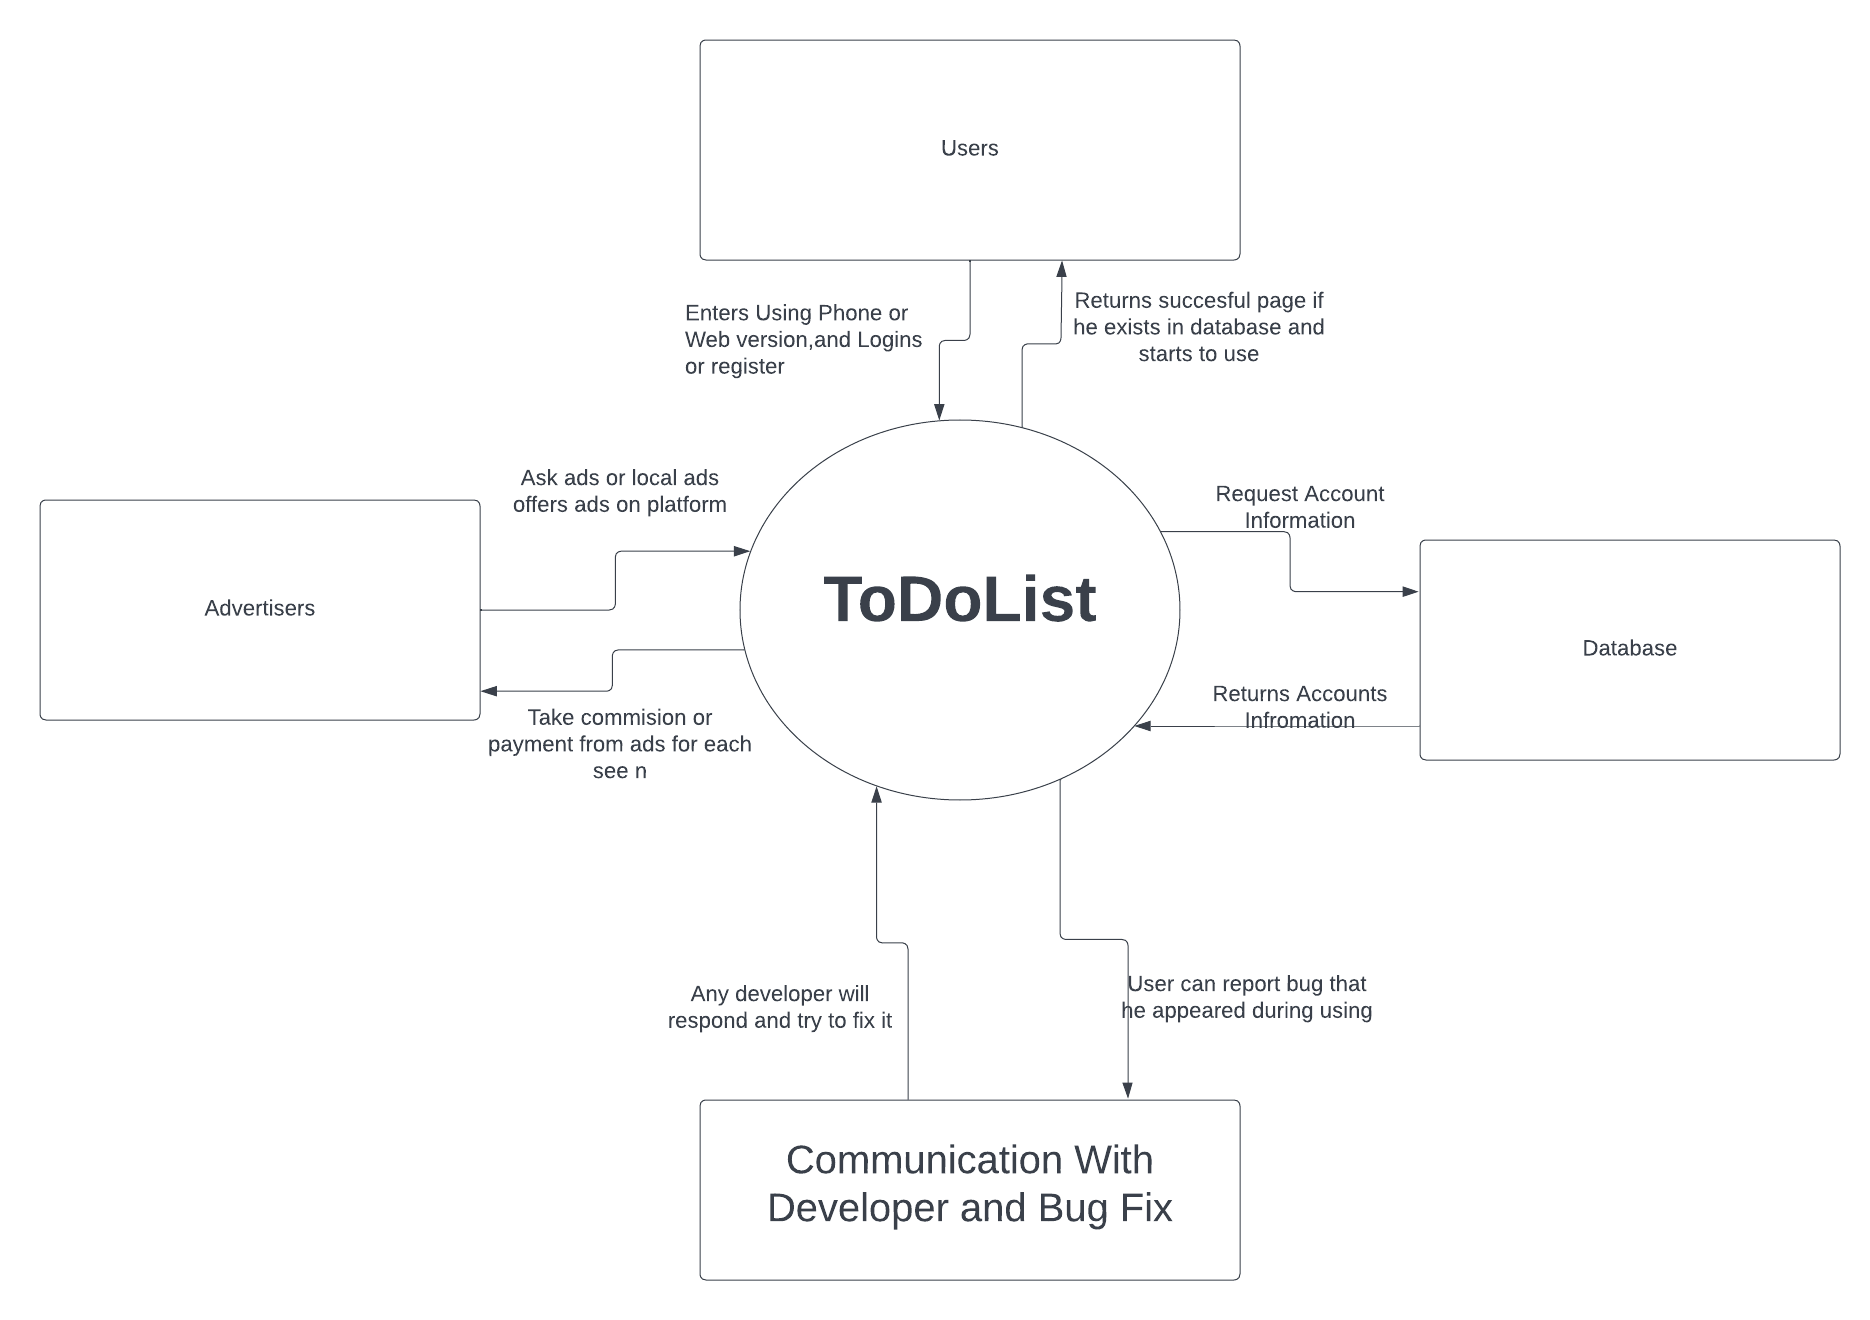 Users
Enters Using Phone or
Web version,and Logins
or register
Returns succesful page if
he exists in database and
starts to use
Ask ads or local ads
offers ads on platform
Request Account
Information
Advertisers
ToDoList
Database
Returns Accounts
Infromation
Take commision or
payment from ads for each
see n
Any developer will
respond and try to fix it
User can report bug that
he appeared during using
Communication With
Developer and Bug Fix